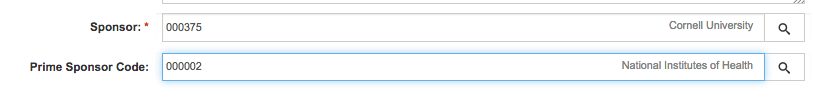 Sponsor: * 000375 Cornell University
Prime Sponsor Code: 000002 National Institutes of Health